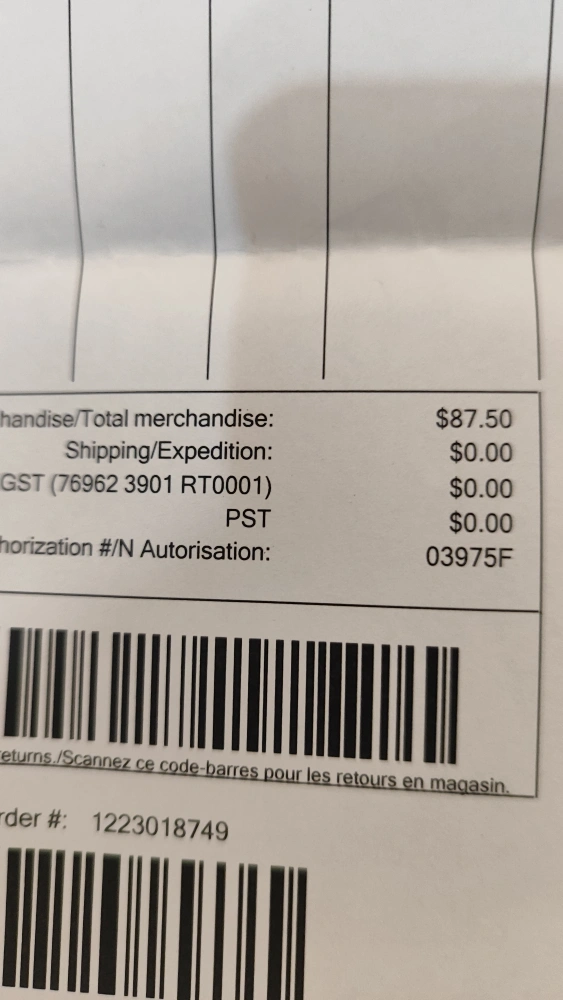 handise/Total merchandise: $87.50
Shipping/Expedition: $0.00
GST (76962 3901 RT0001) $0.00
PST $0.00
horization #/N Autorisation: 03975F
eturns./Scannez ce code-barres pour les retours en magasin.
rder #: 1223018749